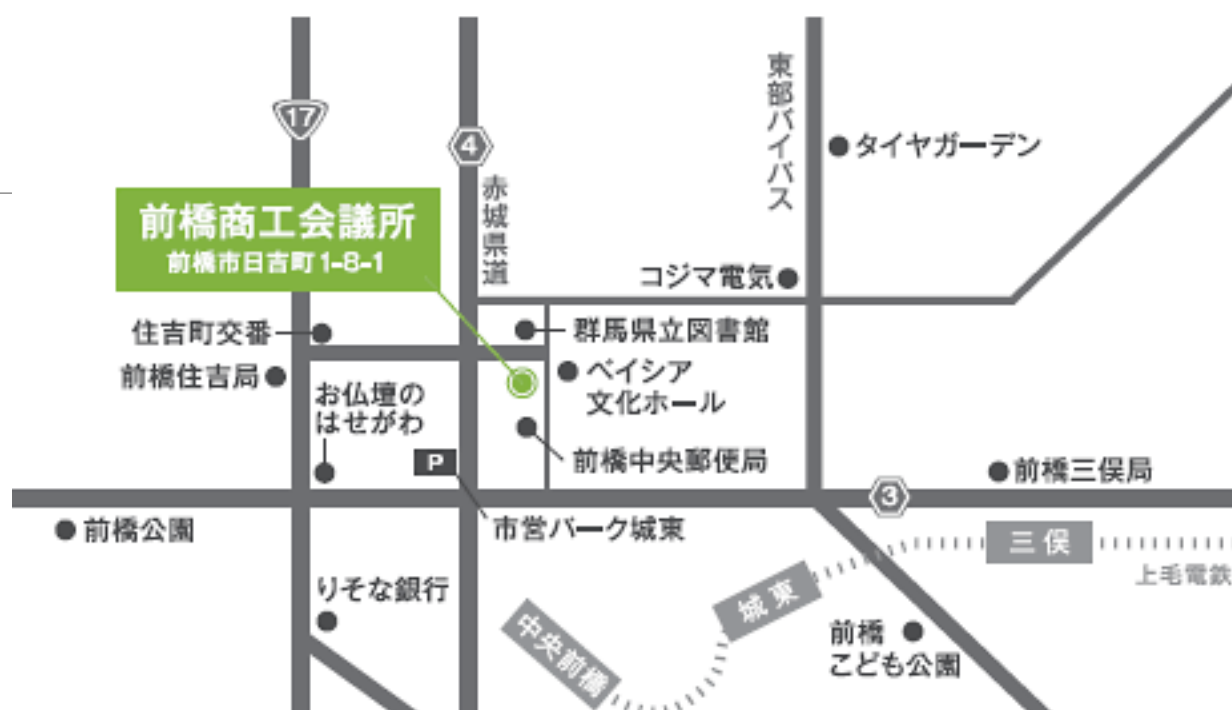 17
4
東部バイパス
タイヤガーデン
赤城県道
前橋商工会議所
前橋市日吉町1-8-1
コジマ電気
住吉町交番
群馬県立図書館
前橋住吉局
ベイシア
文化ホール
お仏壇の
はせがわ
P
前橋中央郵便局
前橋三俣局
3
前橋公園
市営パーク城東
三俣
上毛電鉄
りそな銀行
城東
中央前橋
前橋
こども公園